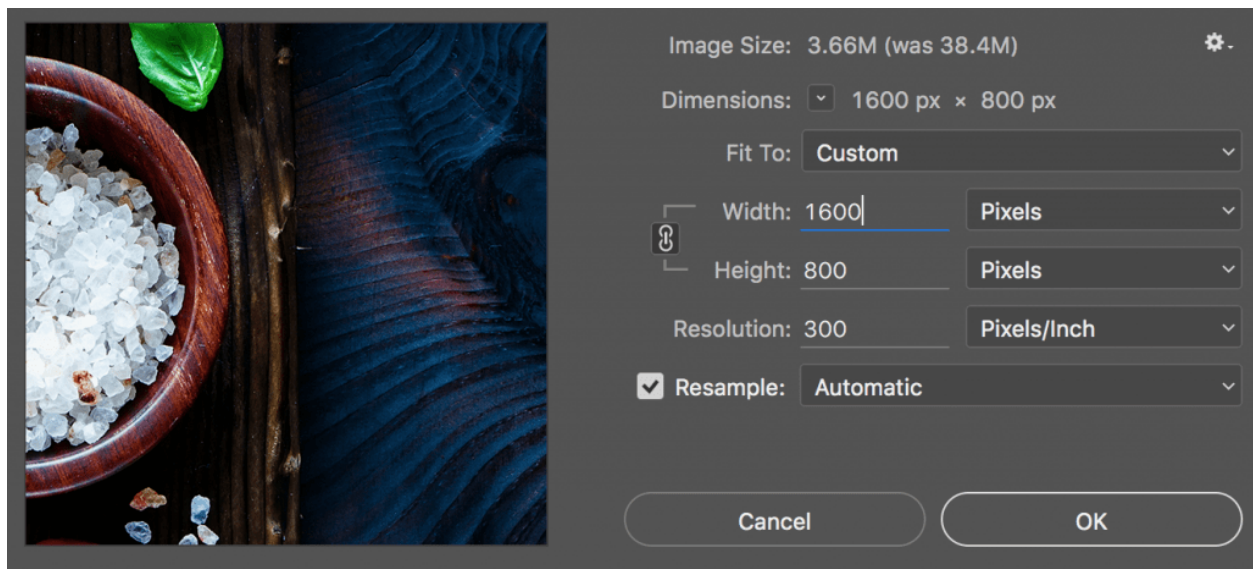 Image Size: 3.66M (was 38.4M)
Dimensions: 1600 px × 800 px
Fit To: Custom
Width: 1600 Pixels
Height: 800 Pixels
Resolution: 300 Pixels/Inch
Resample: Automatic
Cancel OK